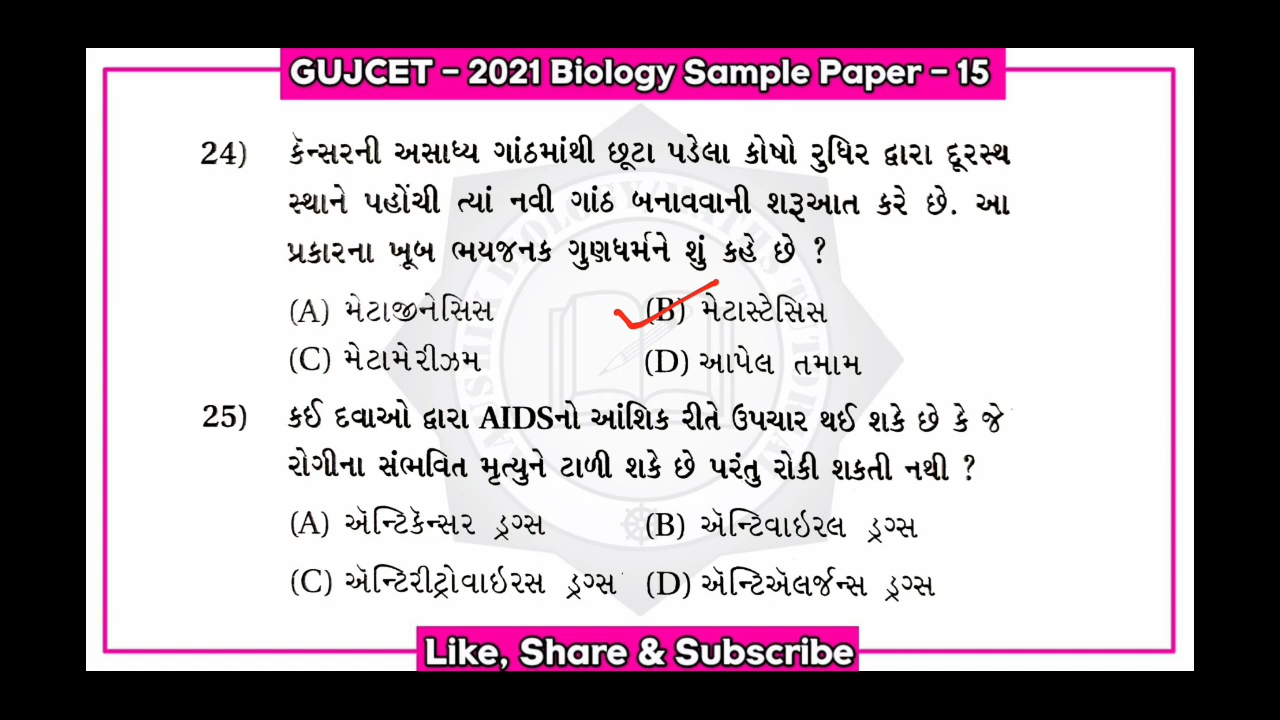 GUJCET – 2021 Biology Sample Paper – 15
24) કૅન્સરની અસાધ્ય ગાંઠમાંથી છૂટા પડેલા કોષો રુધિર દ્વારા દૂરસ્થ
સ્થાને પહોંચી ત્યાં નવી ગાંઠ બનાવવાની શરૂઆત કરે છે. આ
પ્રકારના ખૂબ ભયજનક ગુણધર્મને શું કહે છે ?
(A) મેટાજીનેસિસ (B) મેટાસ્ટેસિસ
(C) મેટામેરીઝમ (D) આપેલ તમામ
25) કઈ દવાઓ દ્વારા AIDSનો આંશિક રીતે ઉપચાર થઈ શકે છે કે જે
રોગીના સંભવિત મૃત્યુને ટાળી શકે છે પરંતુ રોકી શકતી નથી ?
(A) ઍન્ટિકૅન્સર ડ્રગ્સ (B) ઍન્ટિવાઇરલ ડ્રગ્સ
(C) ઍન્ટિરીટ્રોવાઇરસ ડ્રગ્સ (D) ઍન્ટિઍલર્જન્સ ડ્રગ્સ
Like, Share & Subscribe